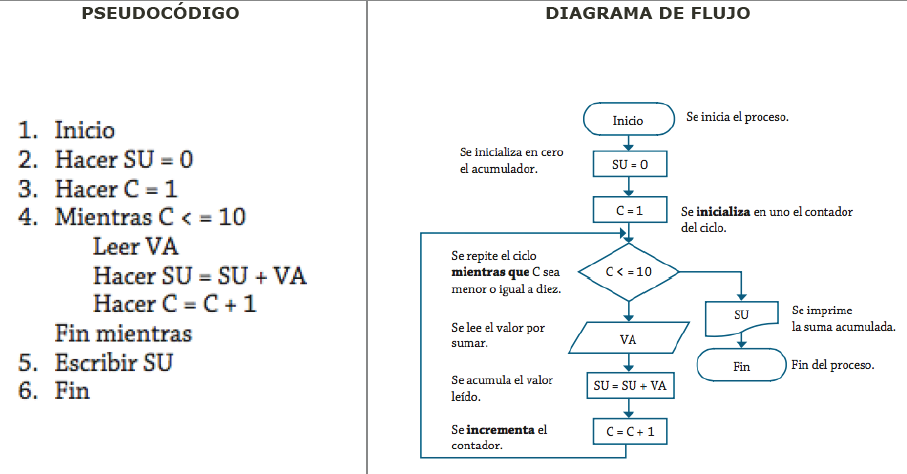 PSEUDOCÓDIGO
1. Inicio
2. Hacer SU = 0
3. Hacer C = 1
4. Mientras C < = 10
Leer VA
Hacer SU = SU + VA
Hacer C = C + 1
Fin mientras
5. Escribir SU
6. Fin
DIAGRAMA DE FLUJO
Inicio
Se inicia el proceso.
Se inicializa en cero
el acumulador.
SU = 0
C = 1
Se inicializa en uno el contador
del ciclo.
Se repite el ciclo
mientras que C sea
menor o igual a diez.
C < = 10
SU
Se imprime
la suma acumulada.
Se lee el valor por
sumar.
VA
Fin
Fin del proceso.
Se acumula el valor
leído.
SU = SU + VA
Se incrementa el
contador.
C = C + 1